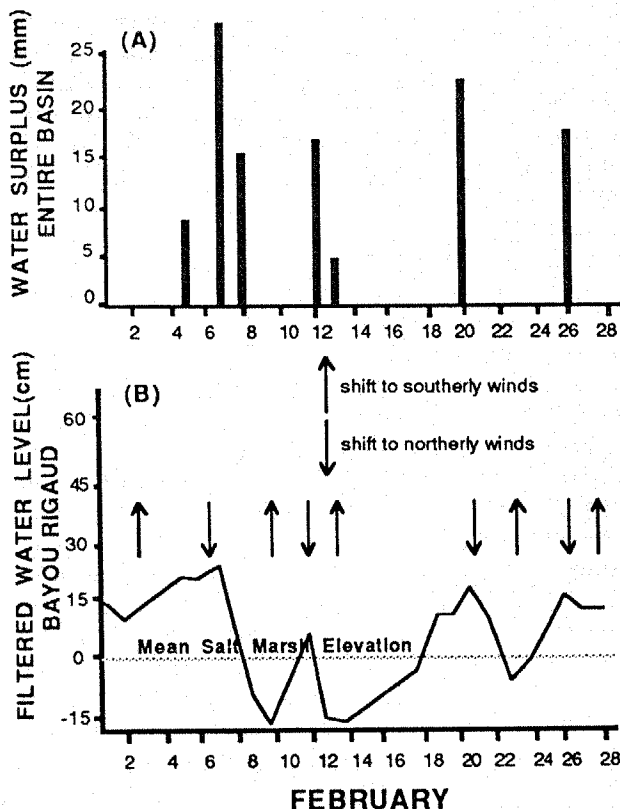 (A)
WATER SURPLUS (mm)
ENTIRE BASIN
25
20
15
10
5
0
2 4 6 8 10 12 14 16 20 22 24 26 28
shift to southerly winds
shift to northerly winds
(B)
FILTERED WATER LEVEL(cm)
BAYOU RIGAUD
60
45
30
15
0
-15
Mean Salt Marsh Elevation
2 4 6 8 10 12 14 16 20 22 24 26 28
FEBRUARY